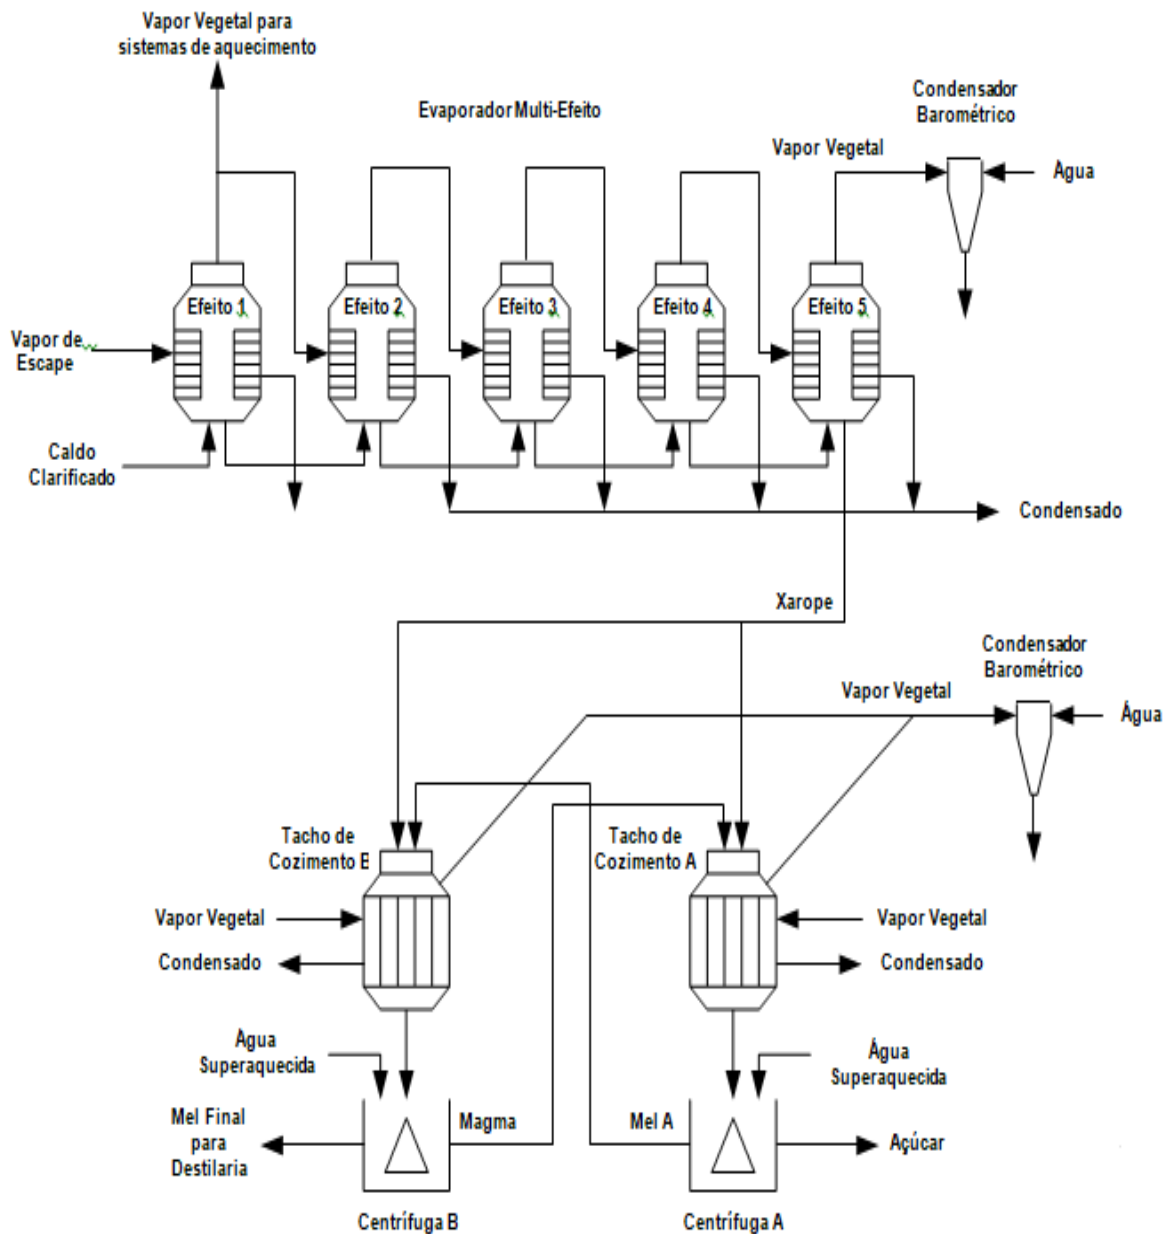 Vapor Vegetal para
sistemas de aquecimento
Evaporador Multi-Efeito
Condensador
Barométrico
Vapor Vegetal
Água
Efeito 1
Efeito 2
Efeito 3
Efeito 4
Efeito 5
Vapor de
Escape
Caldo
Clarificado
Condensado
Xarope
Condensador
Barométrico
Vapor Vegetal
Água
Tacho de
Cozimento B
Tacho de
Cozimento A
Vapor Vegetal
Vapor Vegetal
Condensado
Condensado
Agua
Superaquecida
Água
Superaquecida
Mel Final
para
Destilaria
Magma
Mel A
Açúcar
Centrífuga B
Centrífuga A